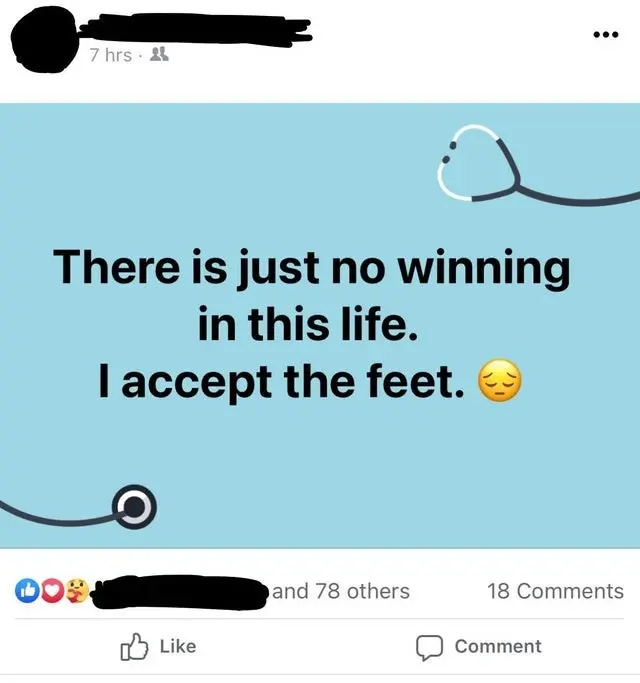 7 hrs ·
There is just no winning
in this life.
I accept the feet. 😔
and 78 others
18 Comments
Like
Comment